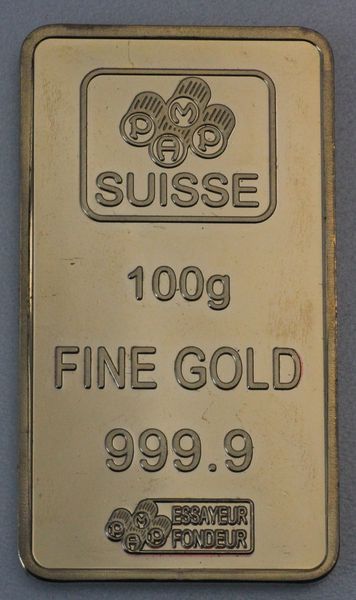 PAMP
SUISSE
100g
FINE GOLD
999.9
PAMP ESSAYEUR
FONDEUR